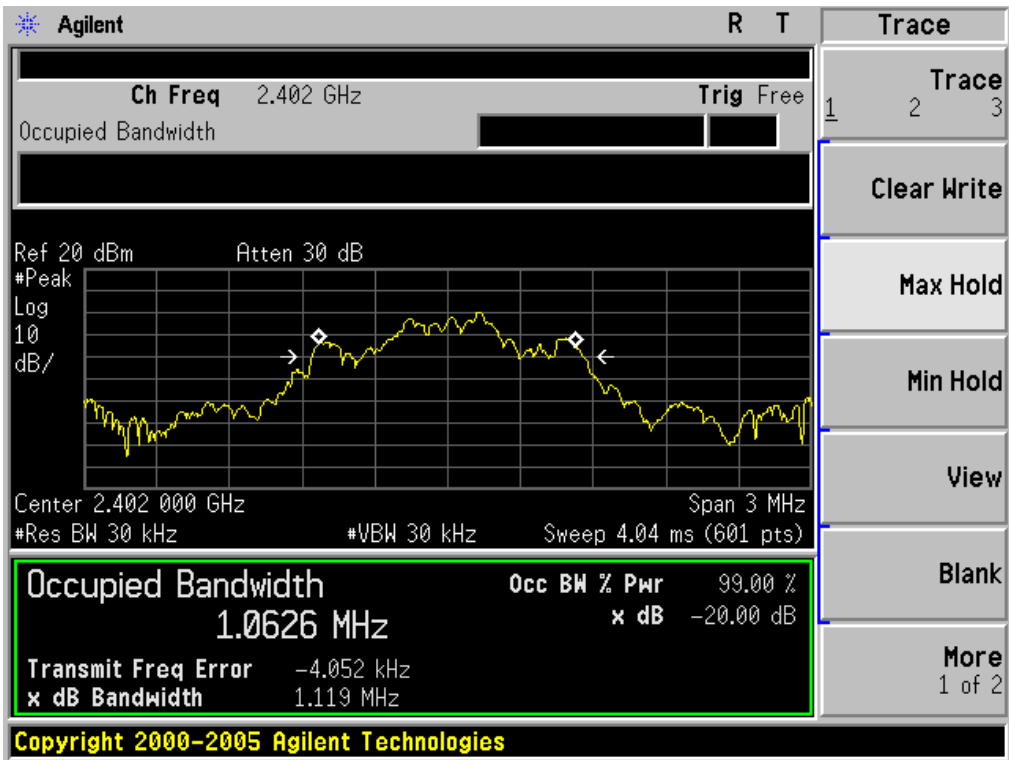 Agilent R T
Ch Freq 2.402 GHz Trig Free
Occupied Bandwidth
Ref 20 dBm Atten 30 dB
#Peak
Log
10
dB/
Center 2.402 000 GHz Span 3 MHz
#Res BW 30 kHz #VBW 30 kHz Sweep 4.04 ms (601 pts)
Occupied Bandwidth Occ BW % Pwr 99.00 %
1.0626 MHz x dB -20.00 dB
Transmit Freq Error -4.052 kHz
x dB Bandwidth 1.119 MHz
Copyright 2000-2005 Agilent Technologies
Trace
Trace
1 2 3
Clear Write
Max Hold
Min Hold
View
Blank
More
1 of 2